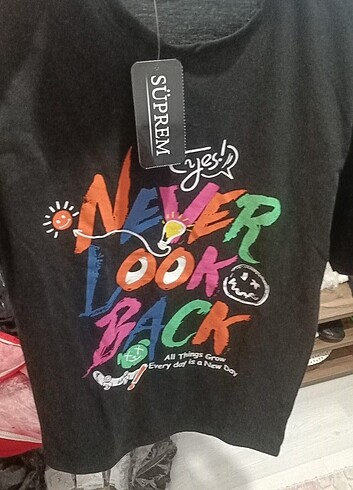 SÜPREM
yes!
NEVER
LOOK
BACK
All Things Grow
Every day is a New Day